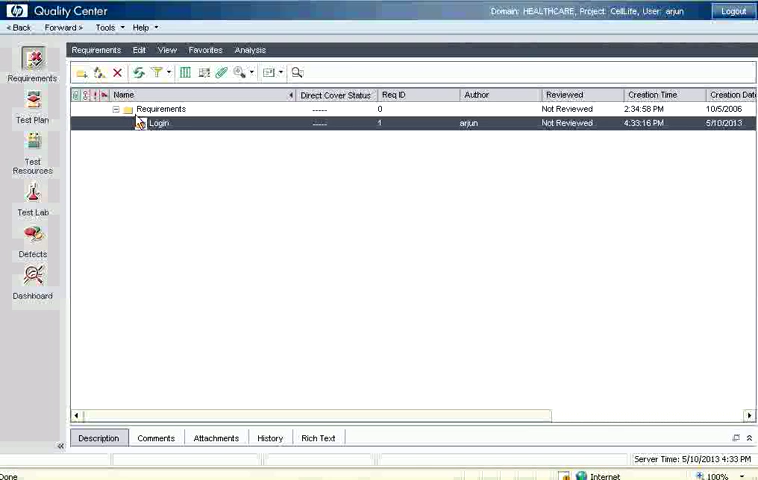 hp Quality Center
Domain: HEALTHCARE, Project: CellLife, User: arjun
Logout
< Back Forward > Tools Help
Requirements Edit View Favorites Analysis
Requirements
Test Plan
Test
Resources
Test Lab
Defects
Dashboard
Name Direct Cover Status Req ID Author Reviewed Creation Time Creation Dat
Requirements ----- 0 Not Reviewed 2:34:58 PM 10/5/2006
Login ----- 1 arjun Not Reviewed 4:33:16 PM 5/10/2013
Description Comments Attachments History Rich Text
Server Time: 5/10/2013 4:33 PM
Done Internet 100%